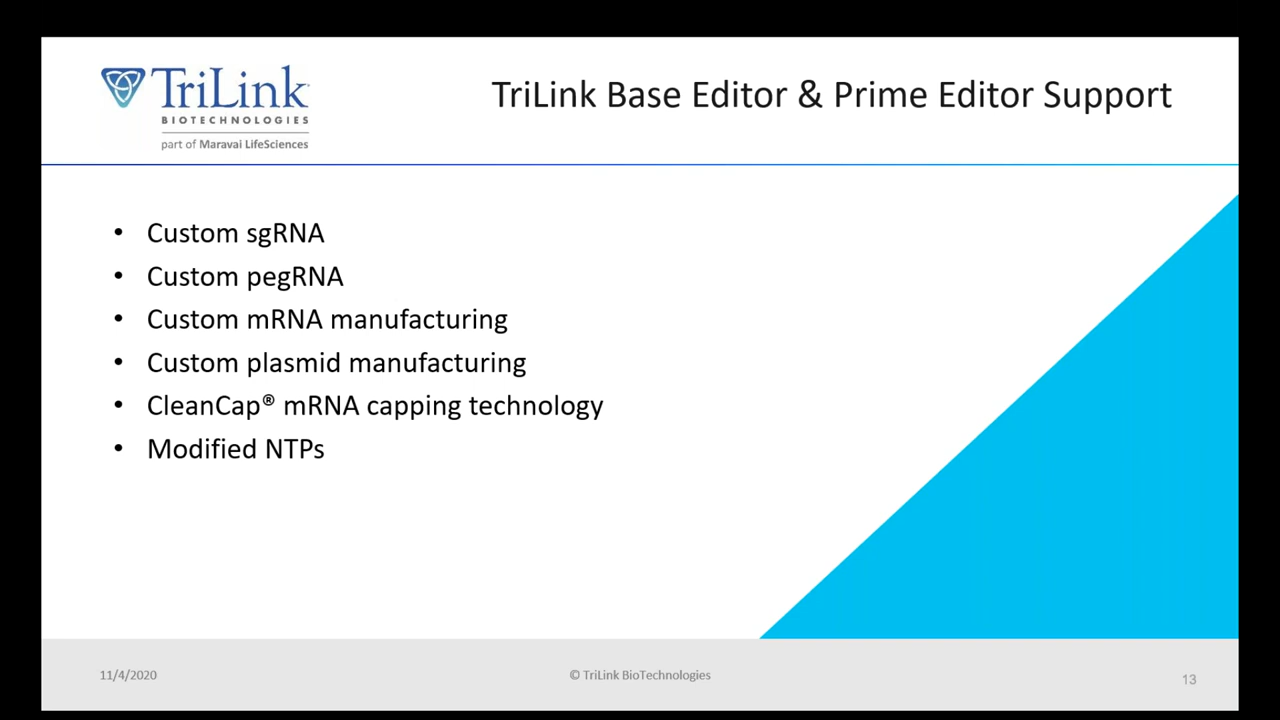 TriLink
BIOTECHNOLOGIES
part of Maravai LifeSciences
TriLink Base Editor & Prime Editor Support
• Custom sgRNA
• Custom pegRNA
• Custom mRNA manufacturing
• Custom plasmid manufacturing
• CleanCap® mRNA capping technology
• Modified NTPs
11/4/2020
© TriLink BioTechnologies
13